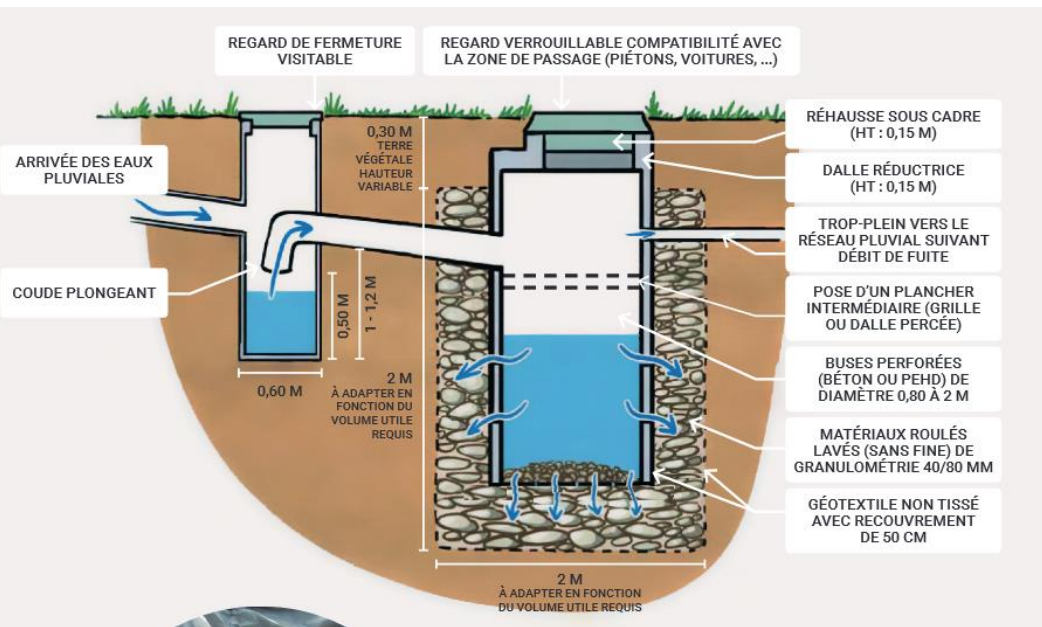 REGARD DE FERMETURE
VISITABLE
REGARD VERROUILLABLE COMPATIBILITÉ AVEC
LA ZONE DE PASSAGE (PIÉTONS, VOITURES, ...)
ARRIVÉE DES EAUX
PLUVIALES
COUDE PLONGEANT
0,30 M
TERRE
VÉGÉTALE
HAUTEUR
VARIABLE
0,50 M
1 - 1,2 M
0,60 M
2 M
À ADAPTER EN
FONCTION DU
VOLUME UTILE
REQUIS
2 M
À ADAPTER EN FONCTION
DU VOLUME UTILE REQUIS
RÉHAUSSE SOUS CADRE
(HT : 0,15 M)
DALLE RÉDUCTRICE
(HT : 0,15 M)
TROP-PLEIN VERS LE
RÉSEAU PLUVIAL SUIVANT
DÉBIT DE FUITE
POSE D'UN PLANCHER
INTERMÉDIAIRE (GRILLE
OU DALLE PERCÉE)
BUSES PERFORÉES
(BÉTON OU PEHD) DE
DIAMÈTRE 0,80 À 2 M
MATÉRIAUX ROULÉS
LAVÉS (SANS FINE) DE
GRANULOMÉTRIE 40/80 MM
GÉOTEXTILE NON TISSÉ
AVEC RECOUVREMENT
DE 50 CM